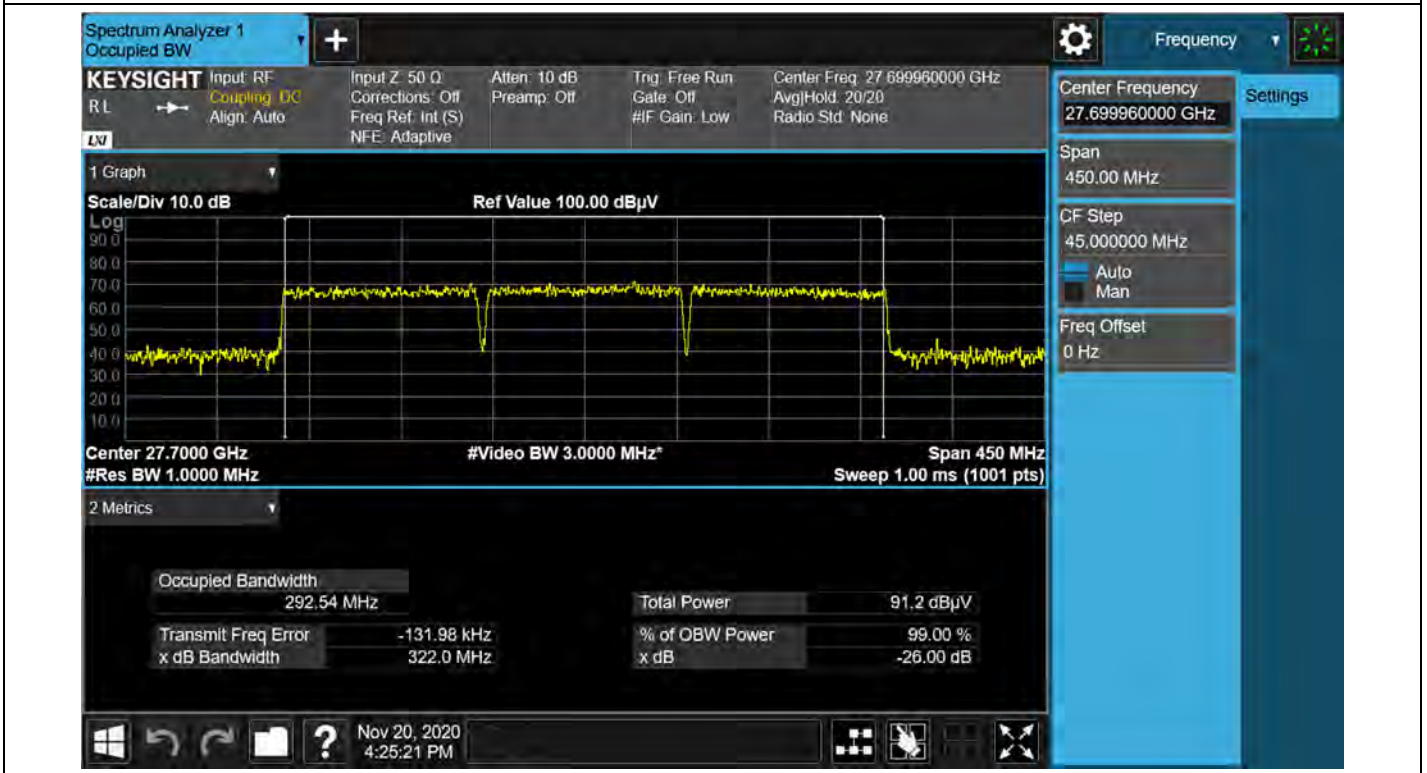 Spectrum Analyzer 1
Occupied BW
Frequency
KEYSIGHT
RL
LXI
Input: RF
Coupling: DC
Align: Auto
Input Z: 50 Ω
Corrections: Off
Freq Ref: Int (S)
NFE: Adaptive
Atten: 10 dB
Preamp: Off
Trig: Free Run
Gate: Off
#IF Gain: Low
Center Freq: 27.699960000 GHz
Avg|Hold: 20/20
Radio Std: None
Center Frequency
27.699960000 GHz
Settings
Span
450.00 MHz
CF Step
45.000000 MHz
Auto
Man
Freq Offset
0 Hz
1 Graph
Scale/Div 10.0 dB
Ref Value 100.00 dBµV
Log
90.0
80.0
70.0
60.0
50.0
40.0
30.0
20.0
10.0
Center 27.7000 GHz
#Video BW 3.0000 MHz*
Span 450 MHz
#Res BW 1.0000 MHz
Sweep 1.00 ms (1001 pts)
2 Metrics
Occupied Bandwidth
292.54 MHz
Total Power 91.2 dBµV
Transmit Freq Error -131.98 kHz
% of OBW Power 99.00 %
x dB Bandwidth 322.0 MHz
x dB -26.00 dB
?
Nov 20, 2020
4:25:21 PM